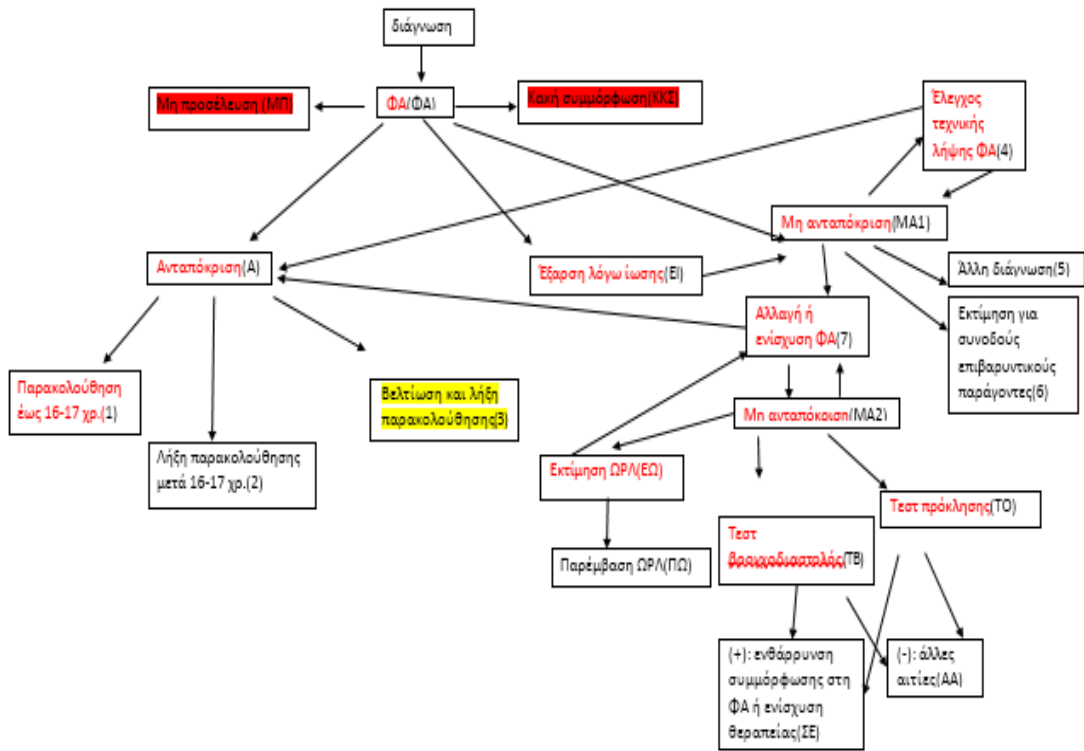 διάγνωση
Μη προσέλευση (ΜΠ)
ΦΑ(ΦΑ)
Κακή συμμόρφωση(ΚΚΣ)
Έλεγχος
τεχνικής
λήψης ΦΑ(4)
Μη ανταπόκριση(ΜΑ1)
Ανταπόκριση(Α)
Έξαρση λόγω ίωσης(ΕΙ)
Άλλη διάγνωση(5)
Αλλαγή ή
ενίσχυση ΦΑ(7)
Εκτίμηση για
συνοδούς
επιβαρυντικούς
παράγοντες(6)
Παρακολούθηση
έως 16-17 χρ.(1)
Βελτίωση και λήξη
παρακολούθησης(3)
Μη ανταπόκριση(ΜΑ2)
Λήξη παρακολούθησης
μετά 16-17 χρ.(2)
Εκτίμηση ΩΡΛ(ΕΩ)
Τεστ πρόκλησης(ΤΟ)
Τεστ
βρογχοδιαστολής(ΤΒ)
Παρέμβαση ΩΡΛ(ΠΩ)
(+): ενθάρρυνση
συμμόρφωσης στη
ΦΑ ή ενίσχυση
θεραπείας(ΣΕ)
(-): άλλες
αιτίες(ΑΑ)